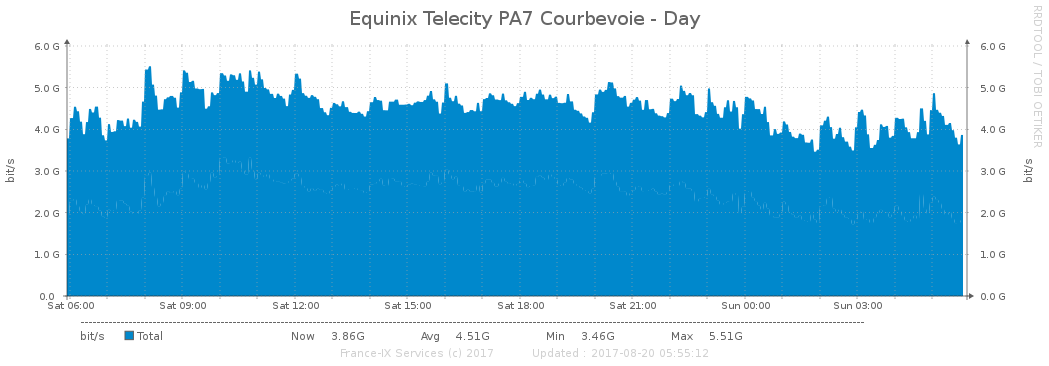 Equinix Telecity PA7 Courbevoie - Day
RRDTOOL / TOBI OETIKER
6.0 G 6.0 G
5.0 G 5.0 G
4.0 G 4.0 G
3.0 G 3.0 G
2.0 G 2.0 G
1.0 G 1.0 G
0.0 0.0 G
bit/s bit/s
Sat 06:00 Sat 09:00 Sat 12:00 Sat 15:00 Sat 18:00 Sat 21:00 Sun 00:00 Sun 03:00
bit/s Total Now 3.86G Avg 4.51G Min 3.46G Max 5.51G
France-IX Services (c) 2017 Updated : 2017-08-20 05:55:12